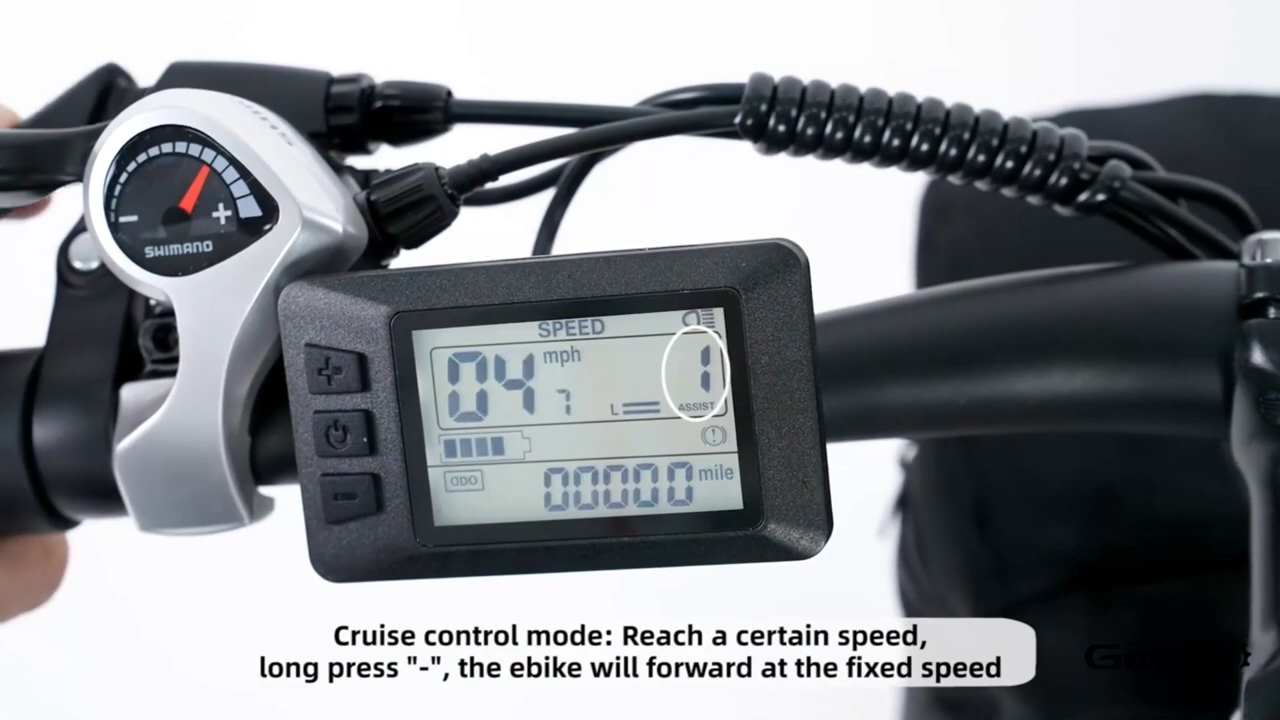 SHIMANO
SPEED
04 mph
7
L
1
ASSIST
ODO
00000 mile
Cruise control mode: Reach a certain speed,
long press "-", the ebike will forward at the fixed speed